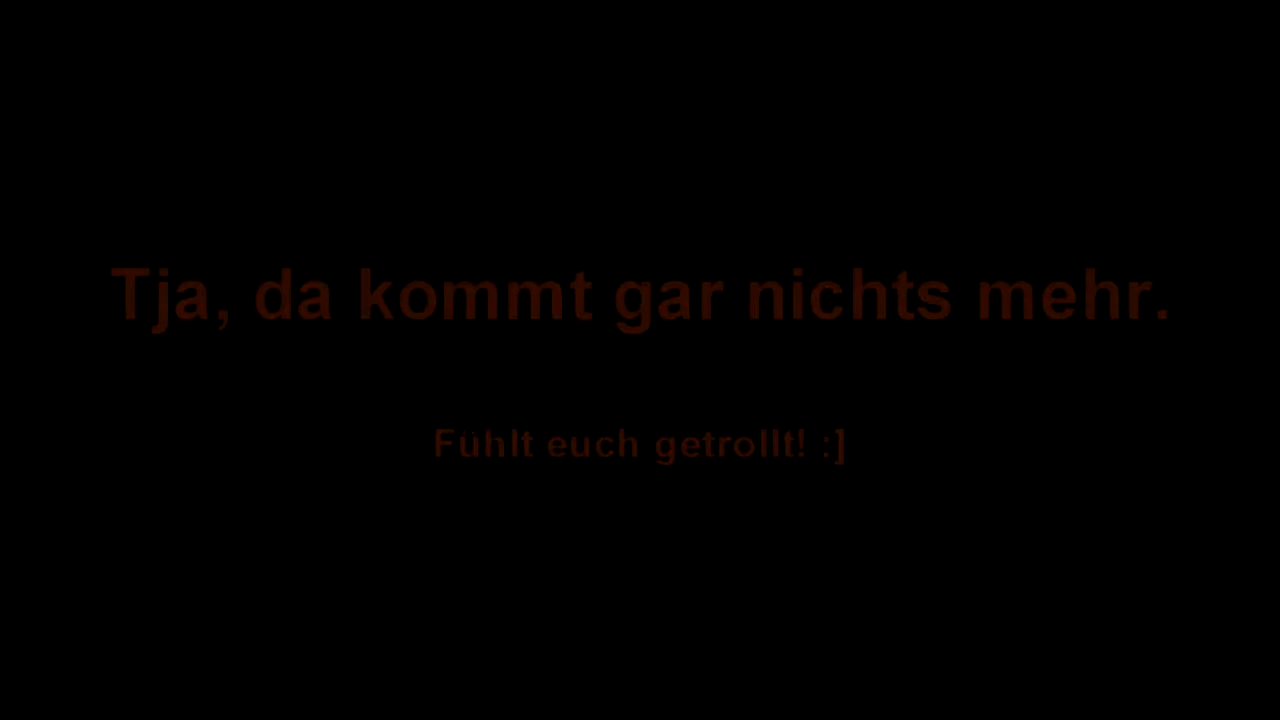 Tja, da kommt gar nichts mehr.
Fühlt euch getrollt! :]